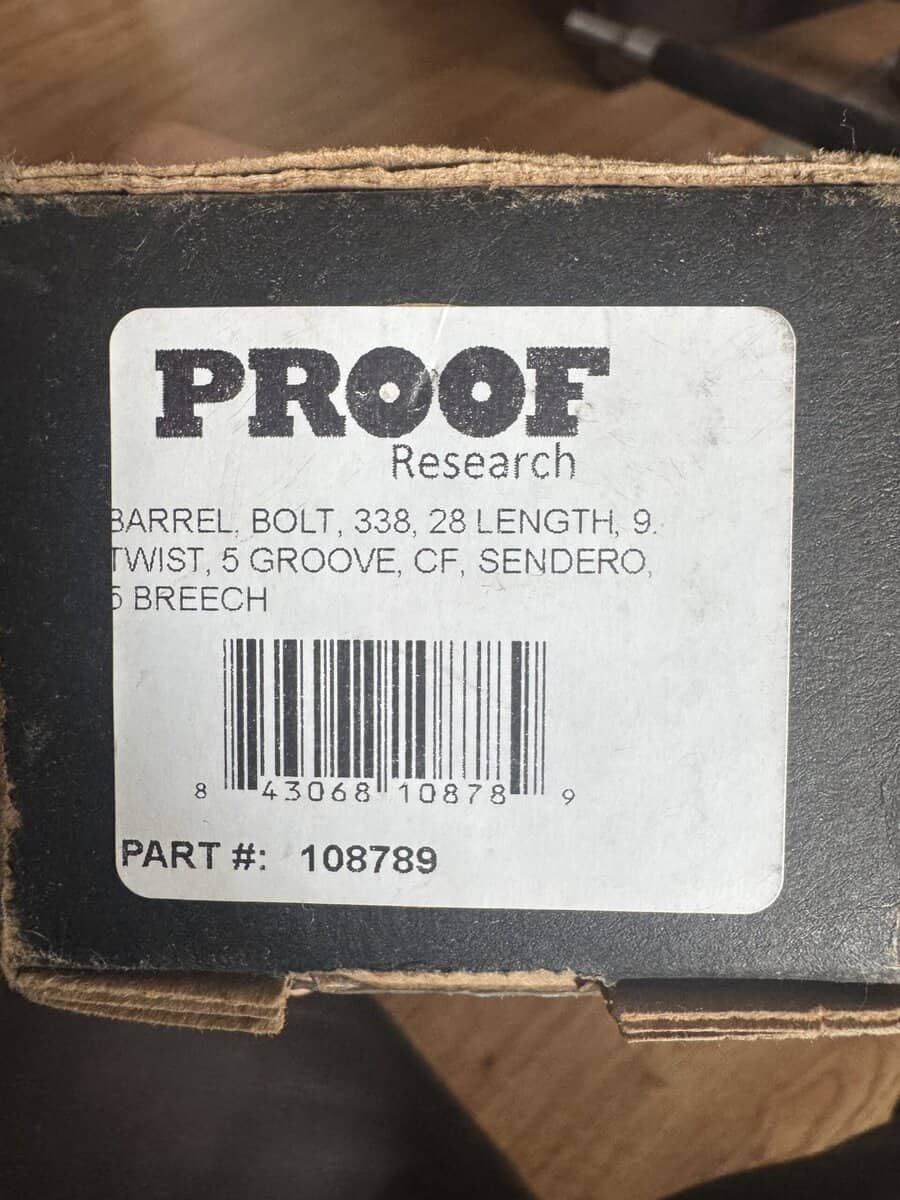 PROOF
Research
BARREL, BOLT, 338, 28 LENGTH, 9.
TWIST, 5 GROOVE, CF, SENDERO,
5 BREECH
8 43068 10878 9
PART #: 108789